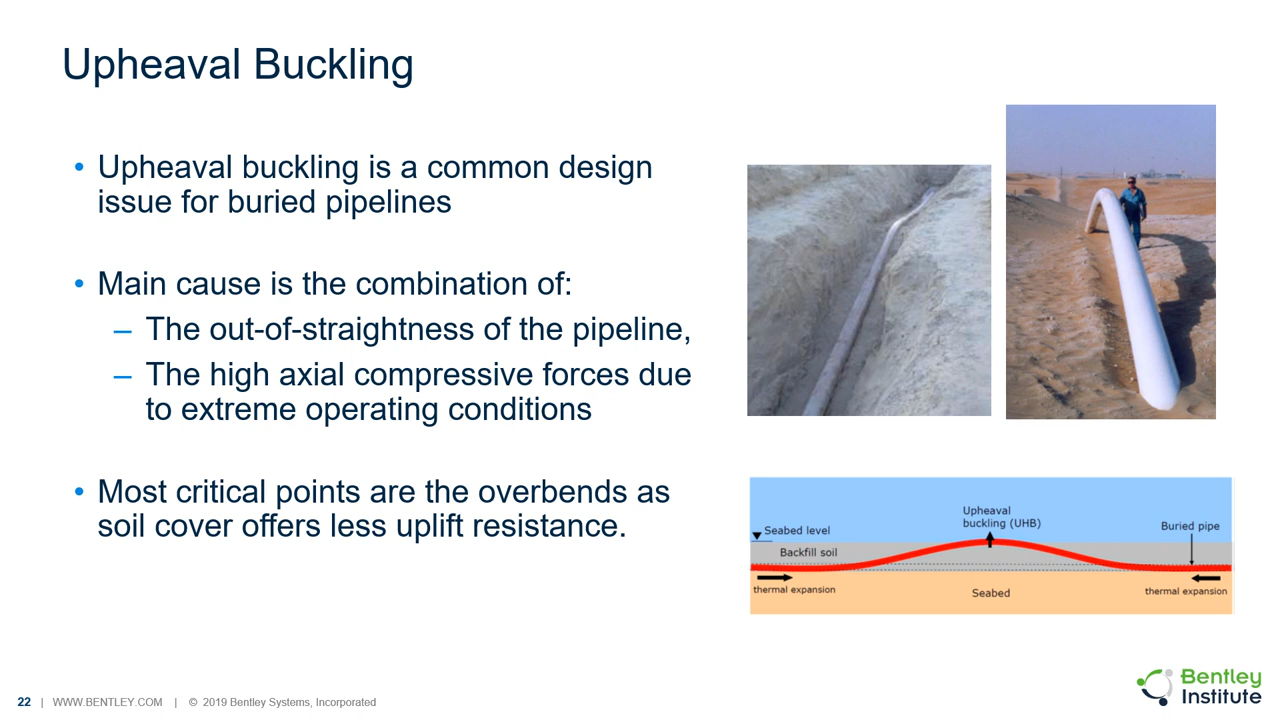 Upheaval Buckling
• Upheaval buckling is a common design
issue for buried pipelines
• Main cause is the combination of:
– The out-of-straightness of the pipeline,
– The high axial compressive forces due
to extreme operating conditions
• Most critical points are the overbends as
soil cover offers less uplift resistance.
Upheaval
buckling (UHB)
Seabed level
Buried pipe
Backfill soil
thermal expansion
Seabed
thermal expansion
22 | WWW.BENTLEY.COM | © 2019 Bentley Systems, Incorporated
Bentley
Institute